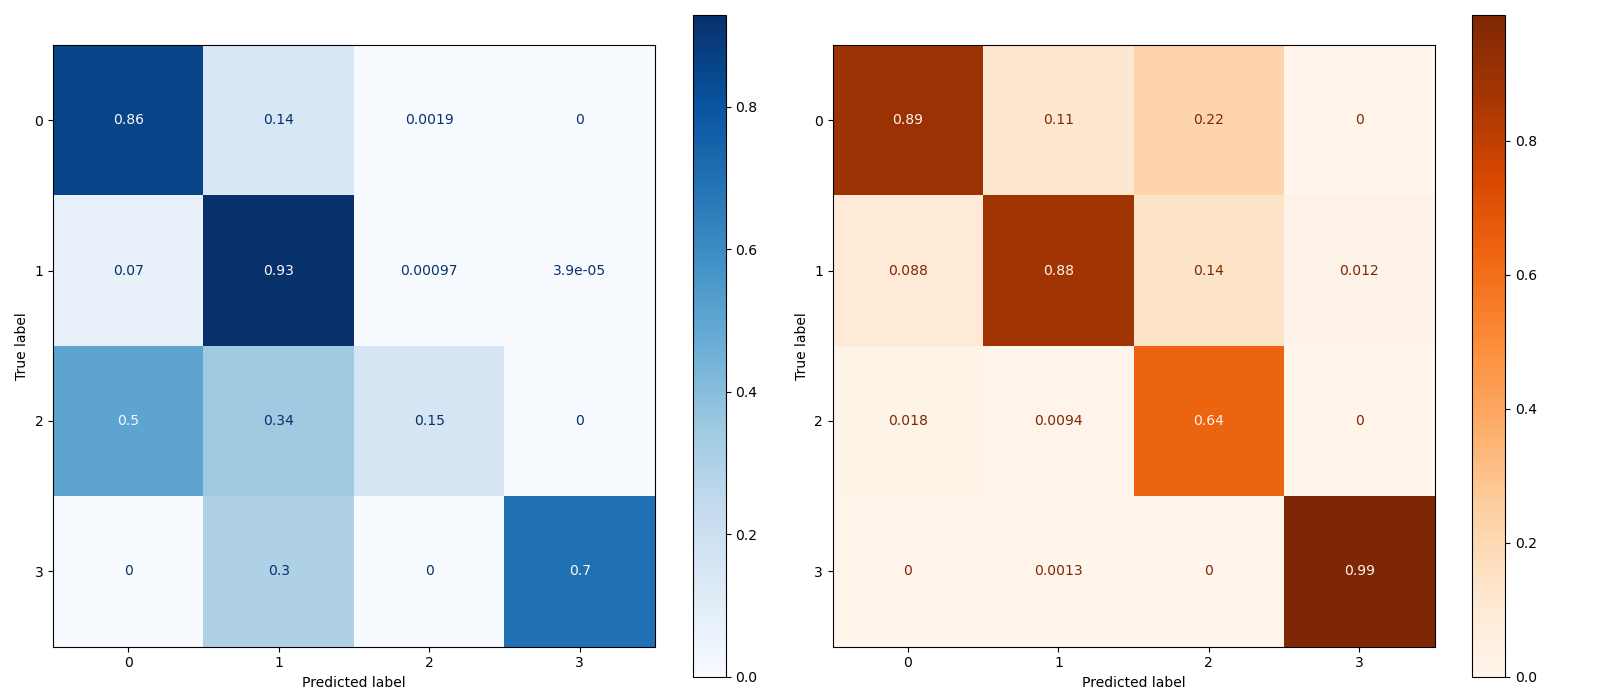 0 0.86 0.14 0.0019 0
1 0.07 0.93 0.00097 3.9e-05
2 0.5 0.34 0.15 0
3 0 0.3 0 0.7
0 1 2 3
True label
Predicted label
0.8
0.6
0.4
0.2
0.0
0 0.89 0.11 0.22 0
1 0.088 0.88 0.14 0.012
2 0.018 0.0094 0.64 0
3 0 0.0013 0 0.99
0 1 2 3
True label
Predicted label
0.8
0.6
0.4
0.2
0.0